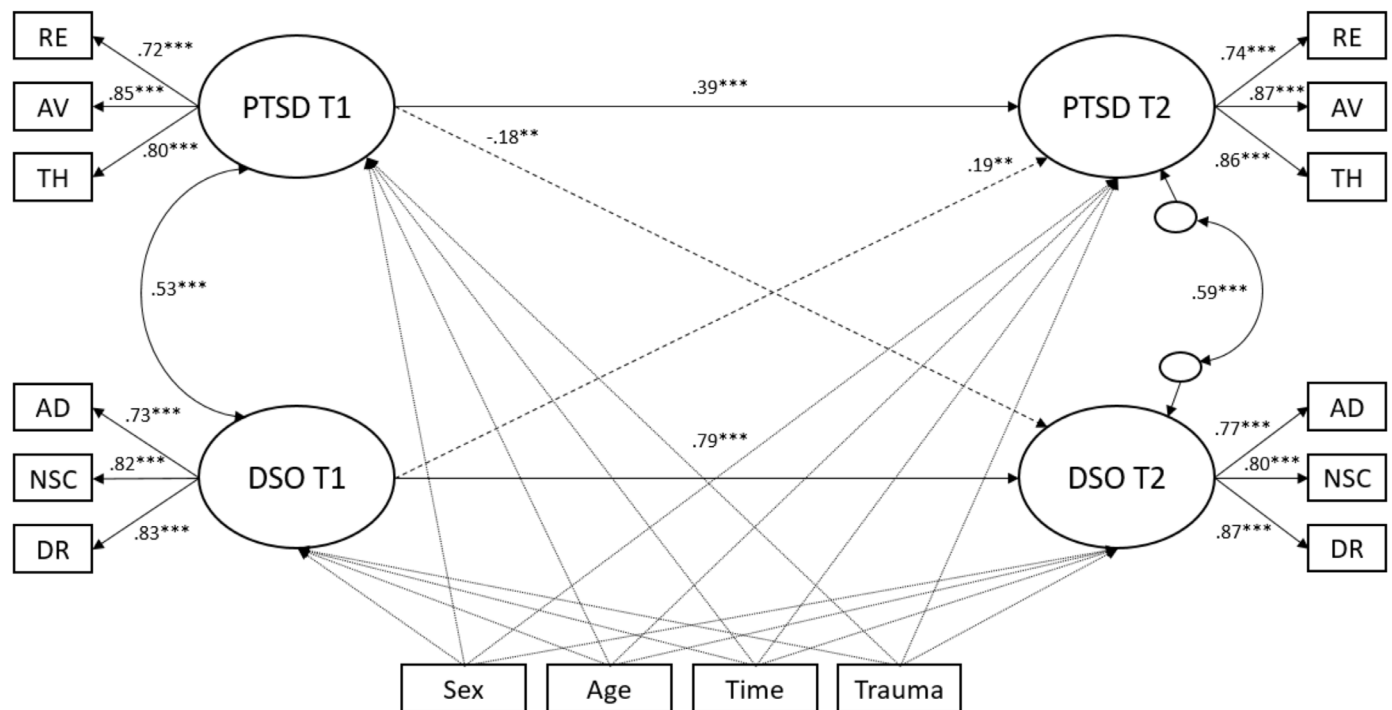 RE
.72***
AV
.85***
TH
.80***
PTSD T1
.39***
-.18**
.19**
PTSD T2
.74***
RE
.87***
AV
.86***
TH
.53***
.59***
AD
.73***
NSC
.82***
DR
.83***
DSO T1
.79***
DSO T2
.77***
AD
.80***
NSC
.87***
DR
Sex
Age
Time
Trauma